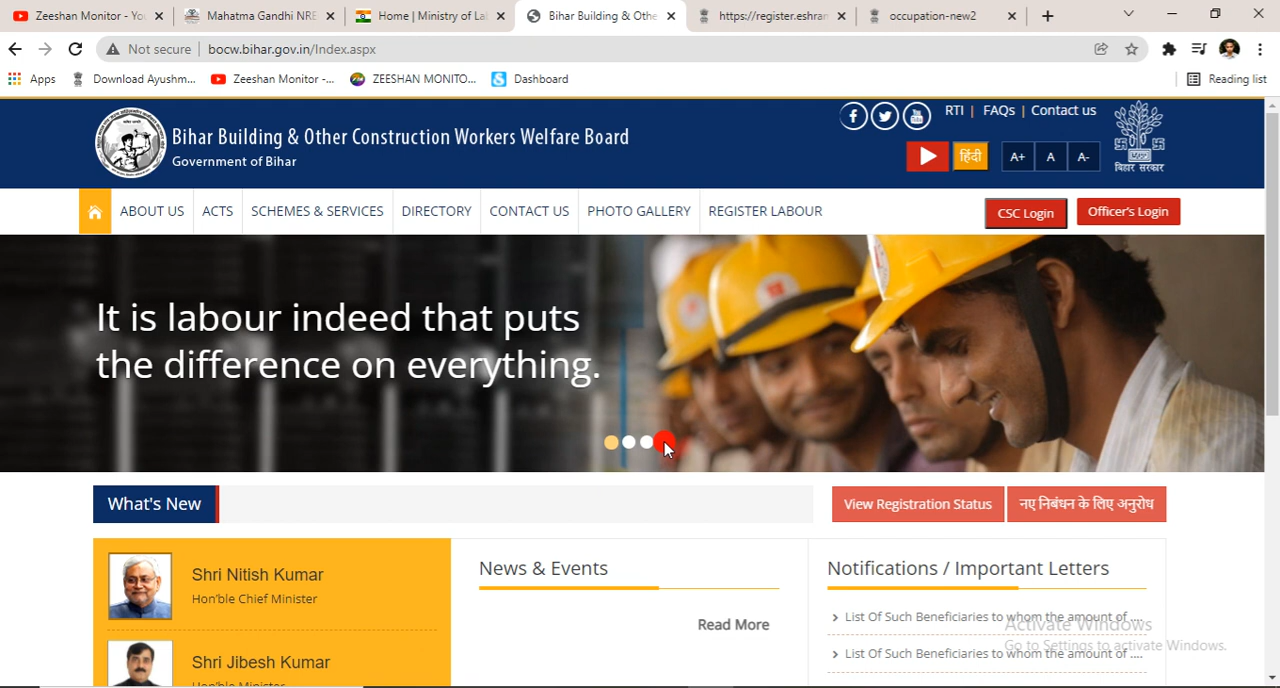 Zeeshan Monitor - You
Mahatma Gandhi NRE
Home | Ministry of La
Bihar Building & Othe
https://register.eshram
occupation-new2
Not secure | bocw.bihar.gov.in/Index.aspx
Apps
Download Ayushm...
Zeeshan Monitor -...
ZEESHAN MONITO...
Dashboard
Reading list
Bihar Building & Other Construction Workers Welfare Board
Government of Bihar
RTI | FAQs | Contact us
हिंदी
A+
A
A-
बिहार सरकार
ABOUT US
ACTS
SCHEMES & SERVICES
DIRECTORY
CONTACT US
PHOTO GALLERY
REGISTER LABOUR
CSC Login
Officer's Login
It is labour indeed that puts
the difference on everything.
What's New
View Registration Status
नए निबंधन के लिए अनुरोध
Shri Nitish Kumar
Hon'ble Chief Minister
Shri Jibesh Kumar
Hon'ble Minister
News & Events
Read More
Notifications / Important Letters
List Of Such Beneficiaries to whom the amount of ....
List Of Such Beneficiaries to whom the amount of ....
Activate Windows
Go to Settings to activate Windows.